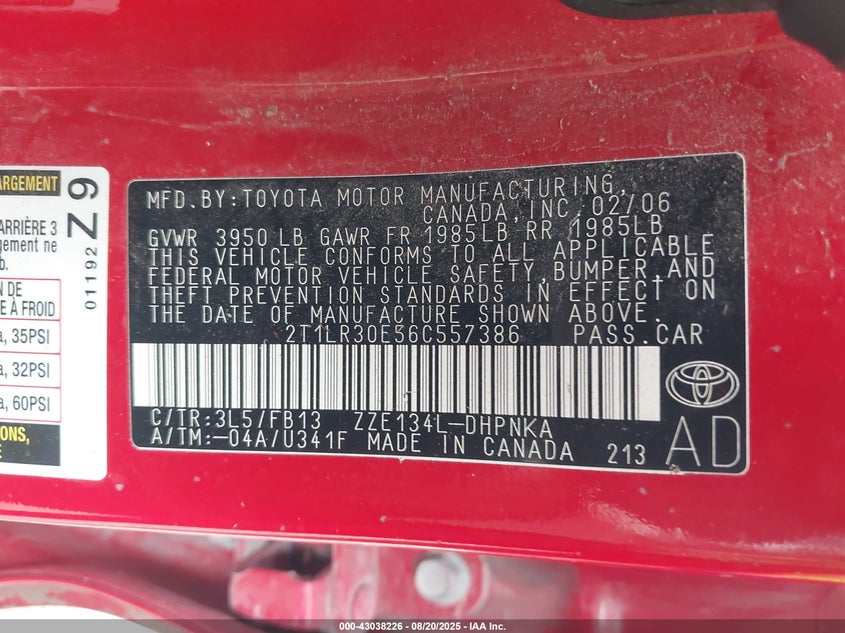 ARGEMENT
ARRIÈRE 3
gement ne
b.
N DE
E À FROID
a, 35PSI
a, 32PSI
a, 60PSI
ONS,
E
01192
Z9
MFD. BY: TOYOTA MOTOR MANUFACTURING,
CANADA, INC. 02/06
GVWR 3950 LB GAWR FR 1985LB RR 1985LB
THIS VEHICLE CONFORMS TO ALL APPLICABLE
FEDERAL MOTOR VEHICLE SAFETY, BUMPER, AND
THEFT PREVENTION STANDARDS IN EFFECT ON
THE DATE OF MANUFACTURE SHOWN ABOVE.
2T1LR30E56C557386 PASS. CAR
C/TR: 3L5/FB13 ZZE134L-DHPNKA
A/TM: -04A/U341F MADE IN CANADA 213
AD
000-43038226 - 08/20/2025 - IAA Inc.